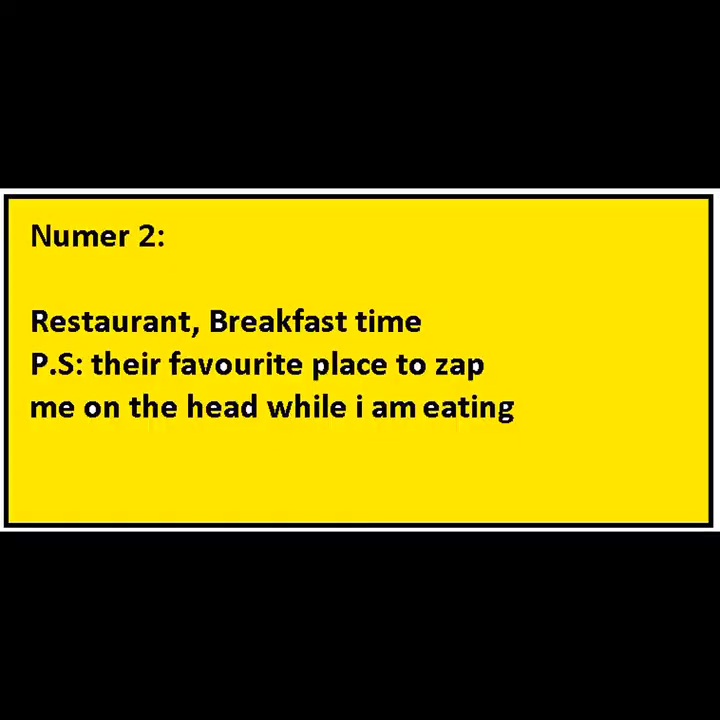 Numer 2:
Restaurant, Breakfast time
P.S: their favourite place to zap
me on the head while i am eating